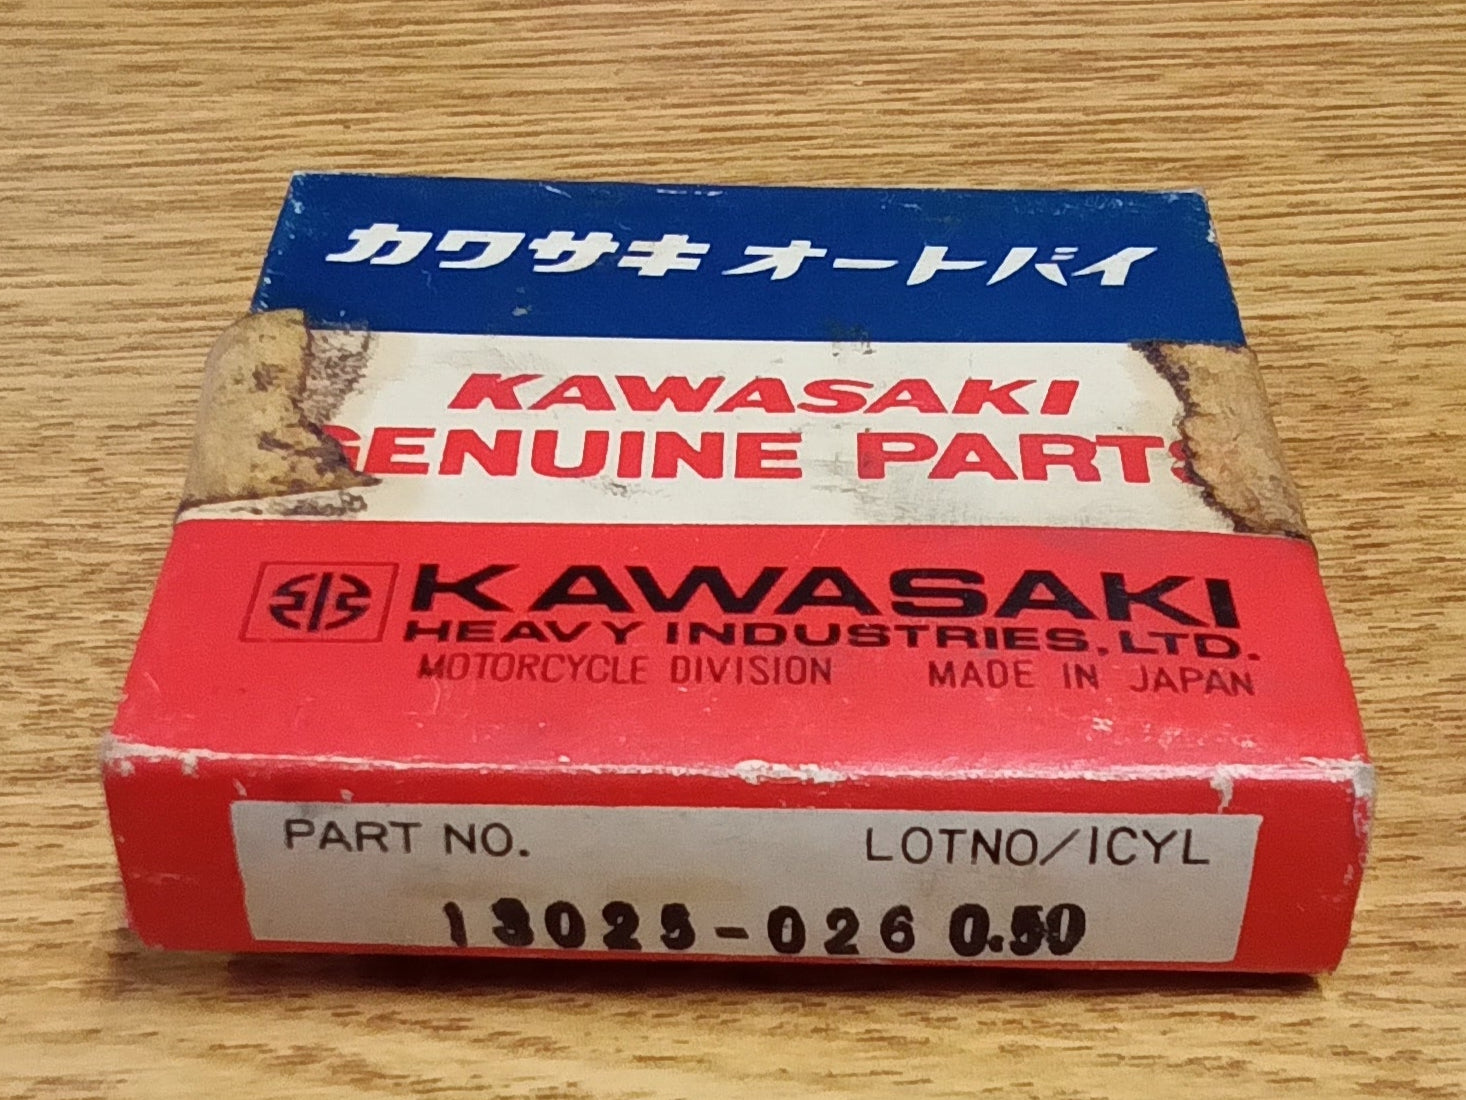 カワサキ オートバイ
KAWASAKI
GENUINE PARTS
KAWASAKI
HEAVY INDUSTRIES, LTD.
MOTORCYCLE DIVISION MADE IN JAPAN
PART NO. LOTNO/1CYL
13025-026 0.50